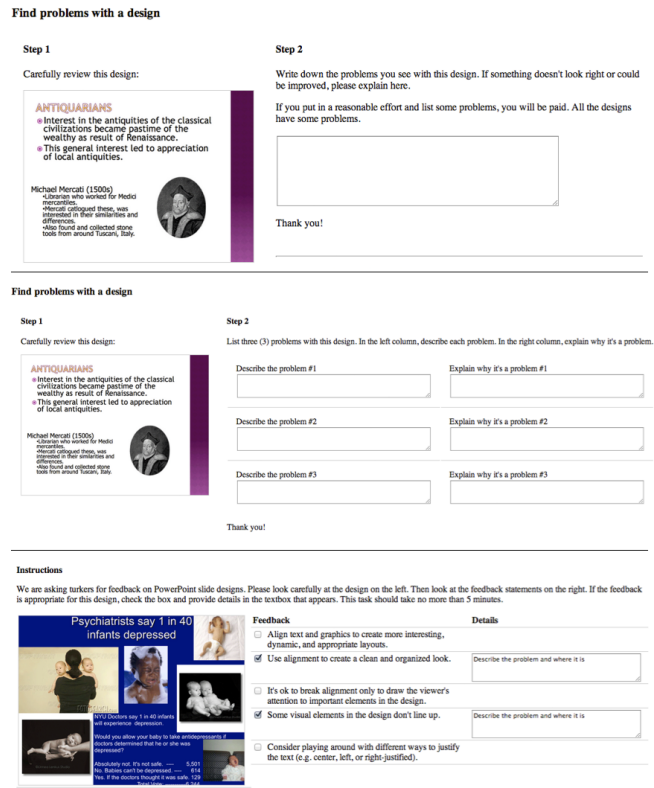 Find problems with a design
Step 1
Carefully review this design:
ANTIQUARIANS
Interest in the antiquities of the classical
civilizations became pastime of the
wealthy as result of Renaissance.
This general interest led to appreciation
of local antiquities.
Michael Mercati (1500s)
•Librarian who worked for Medici
mercantiles.
•Mercati catlogued these, was
interested in their similarities and
differences.
•Also found and collected stone
tools from around Tuscani, Italy.
Step 2
Write down the problems you see with this design. If something doesn't look right or could
be improved, please explain here.
If you put in a reasonable effort and list some problems, you will be paid. All the designs
have some problems.
Thank you!
Find problems with a design
Step 1
Carefully review this design:
ANTIQUARIANS
Interest in the antiquities of the classical
civilizations became pastime of the
wealthy as result of Renaissance.
This general interest led to appreciation
of local antiquities.
Michael Mercati (1500s)
•Librarian who worked for Medici
mercantiles.
•Mercati catlogued these, was
interested in their similarities and
differences.
•Also found and collected stone
tools from around Tuscani, Italy.
Step 2
List three (3) problems with this design. In the left column, describe each problem. In the right column, explain why it's a problem.
Describe the problem #1
Explain why it's a problem #1
Describe the problem #2
Explain why it's a problem #2
Describe the problem #3
Explain why it's a problem #3
Thank you!
Instructions
We are asking turkers for feedback on PowerPoint slide designs. Please look carefully at the design on the left. Then look at the feedback statements on the right. If the feedback
is appropriate for this design, check the box and provide details in the textbox that appears. This task should take no more than 5 minutes.
Psychiatrists say 1 in 40
infants depressed
NYU Doctors say 1 in 40 infants
will experience depression.
Would you allow your baby to take antidepressants if
doctors determined that he or she was
depressed?
Absolutely not. It's not safe. ---- 5,501
No. Babies can't be depressed. ---- 614
Yes. If the doctors thought it was safe. 129
Feedback
Details
Align text and graphics to create more interesting,
dynamic, and appropriate layouts.
Use alignment to create a clean and organized look.
Describe the problem and where it is
It's ok to break alignment only to draw the viewer's
attention to important elements in the design.
Some visual elements in the design don't line up.
Describe the problem and where it is
Consider playing around with different ways to justify
the text (e.g. center, left, or right-justified).